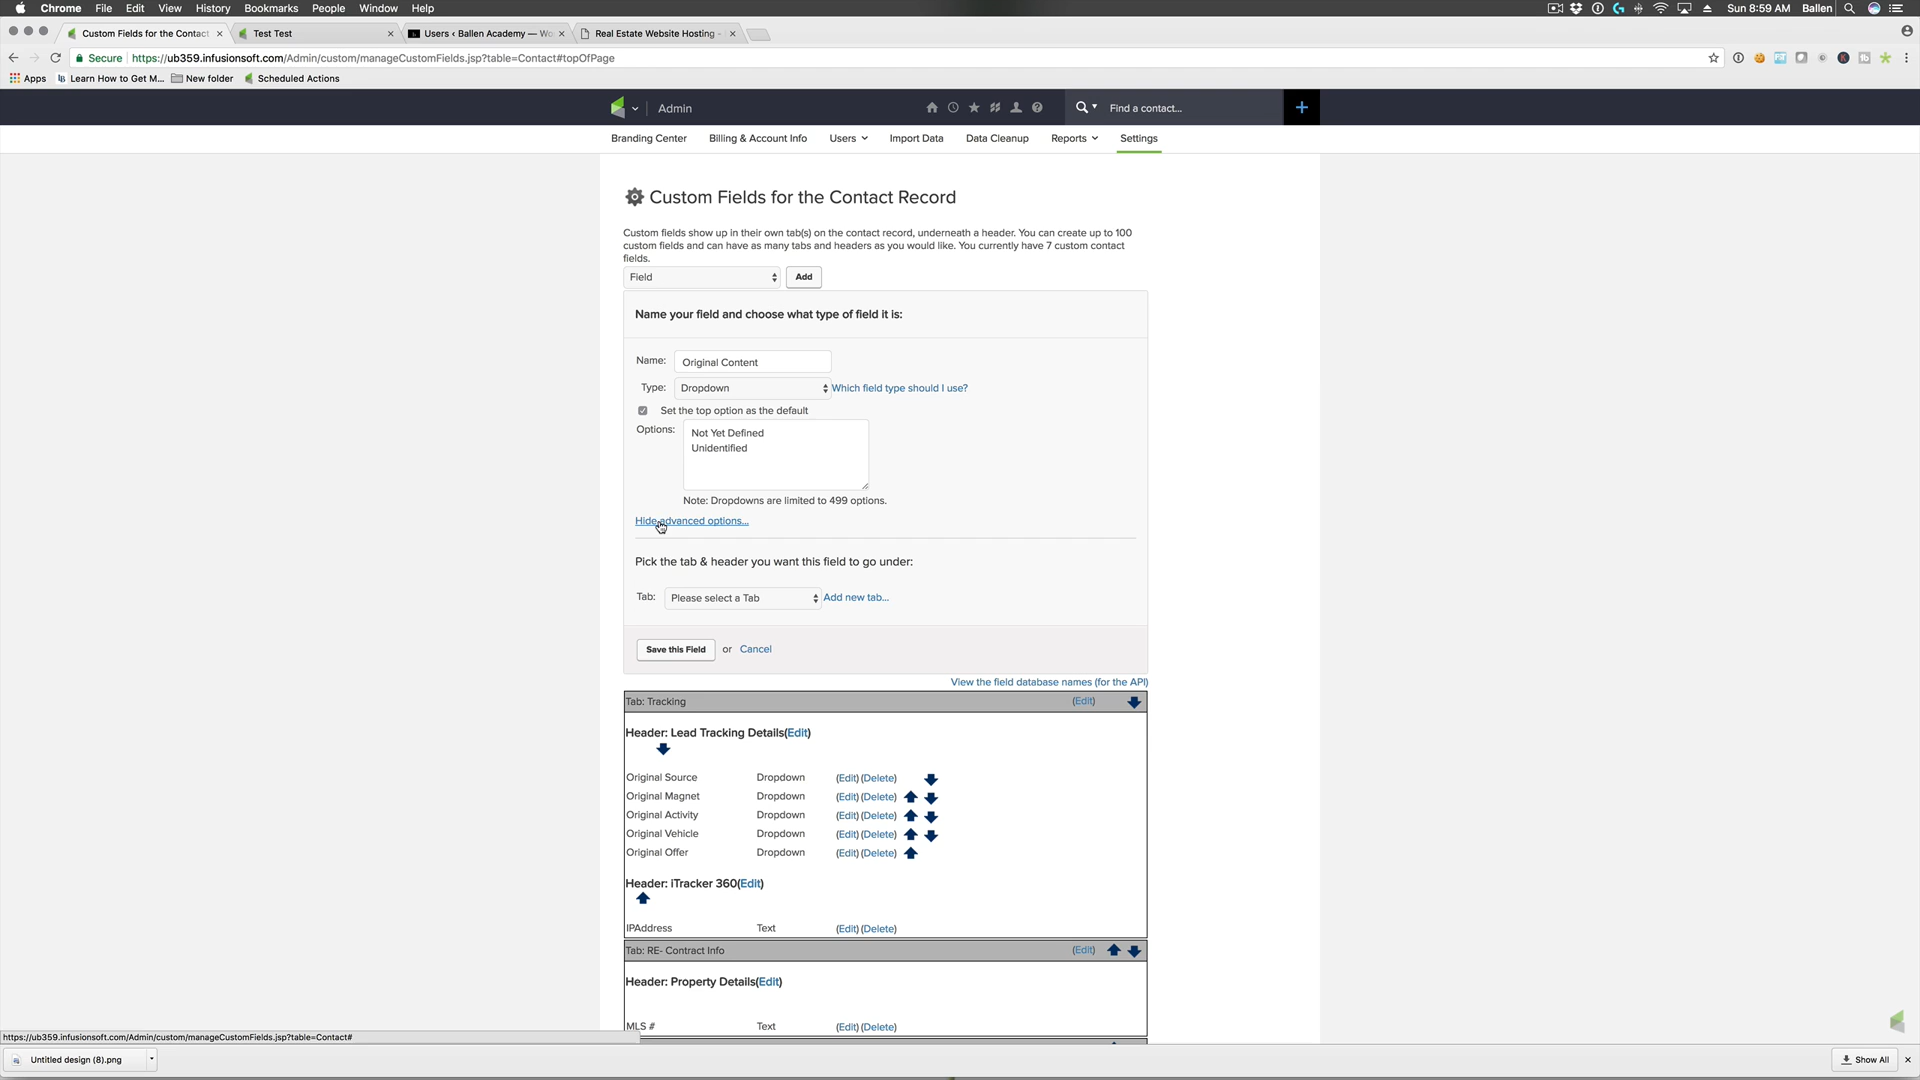 Chrome File Edit View History Bookmarks People Window Help Sun 8:59 AM Ballen
Custom Fields for the Contact Test Test Users ‹ Ballen Academy — Wo Real Estate Website Hosting -
Secure https://ub359.infusionsoft.com/Admin/custom/manageCustomFields.jsp?table=Contact#topOfPage
Apps Learn How to Get M... New folder Scheduled Actions
Admin Find a contact...
Branding Center Billing & Account Info Users Import Data Data Cleanup Reports Settings
Custom Fields for the Contact Record
Custom fields show up in their own tab(s) on the contact record, underneath a header. You can create up to 100
custom fields and can have as many tabs and headers as you would like. You currently have 7 custom contact
fields.
Field Add
Name your field and choose what type of field it is:
Name: Original Content
Type: Dropdown Which field type should I use?
Set the top option as the default
Options: Not Yet Defined
Unidentified
Note: Dropdowns are limited to 499 options.
Hide advanced options...
Pick the tab & header you want this field to go under:
Tab: Please select a Tab Add new tab...
Save this Field or Cancel
View the field database names (for the API)
Tab: Tracking (Edit)
Header: Lead Tracking Details(Edit)
Original Source Dropdown (Edit) (Delete)
Original Magnet Dropdown (Edit) (Delete)
Original Activity Dropdown (Edit) (Delete)
Original Vehicle Dropdown (Edit) (Delete)
Original Offer Dropdown (Edit) (Delete)
Header: iTracker 360(Edit)
IPAddress Text (Edit) (Delete)
Tab: RE- Contract Info (Edit)
Header: Property Details(Edit)
MLS # Text (Edit) (Delete)
https://ub359.infusionsoft.com/Admin/custom/manageCustomFields.jsp?table=Contact#
Untitled design (8).png Show All